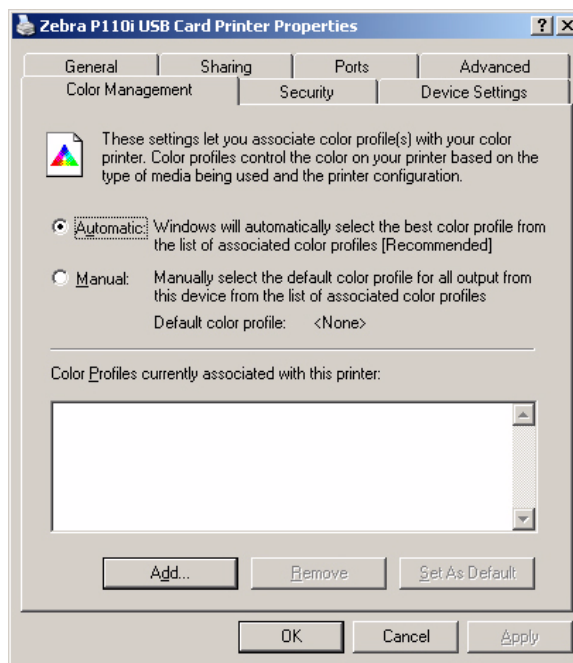 Zebra P110i USB Card Printer Properties
General Sharing Ports Advanced
Color Management Security Device Settings
These settings let you associate color profile(s) with your color
printer. Color profiles control the color on your printer based on the
type of media being used and the printer configuration.
Automatic: Windows will automatically select the best color profile from
the list of associated color profiles [Recommended]
Manual: Manually select the default color profile for all output from
this device from the list of associated color profiles
Default color profile: <None>
Color Profiles currently associated with this printer:
Add... Remove Set As Default
OK Cancel Apply